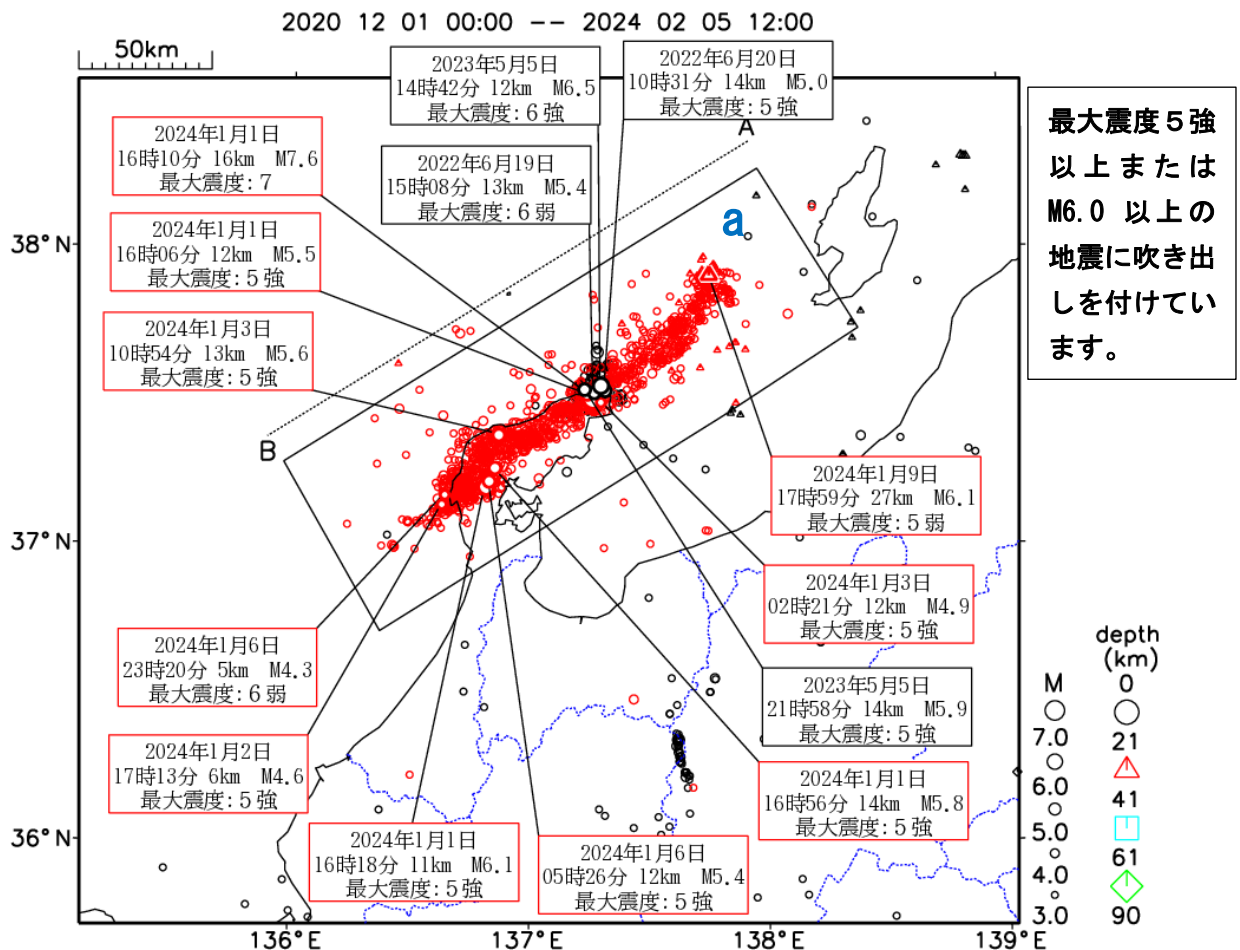 2020 12 01 00:00 -- 2024 02 05 12:00
50km
2023年5月5日
14時42分 12km M6.5
最大震度:6強
2022年6月20日
10時31分 14km M5.0
最大震度:5強
2024年1月1日
16時10分 16km M7.6
最大震度:7
2022年6月19日
15時08分 13km M5.4
最大震度:6弱
2024年1月1日
16時06分 12km M5.5
最大震度:5強
2024年1月3日
10時54分 13km M5.6
最大震度:5強
A
a
B
最大震度5強
以上または
M6.0 以上の
地震に吹き出
しを付けてい
ます。
38°N
37°N
36°N
2024年1月9日
17時59分 27km M6.1
最大震度:5弱
2024年1月3日
02時21分 12km M4.9
最大震度:5強
2024年1月6日
23時20分 5km M4.3
最大震度:6弱
2023年5月5日
21時58分 14km M5.9
最大震度:5強
2024年1月2日
17時13分 6km M4.6
最大震度:5強
2024年1月1日
16時56分 14km M5.8
最大震度:5強
2024年1月1日
16時18分 11km M6.1
最大震度:5強
2024年1月6日
05時26分 12km M5.4
最大震度:5強
M
7.0
6.0
5.0
4.0
3.0
depth
(km)
0
21
41
61
90
136°E
137°E
138°E
139°E